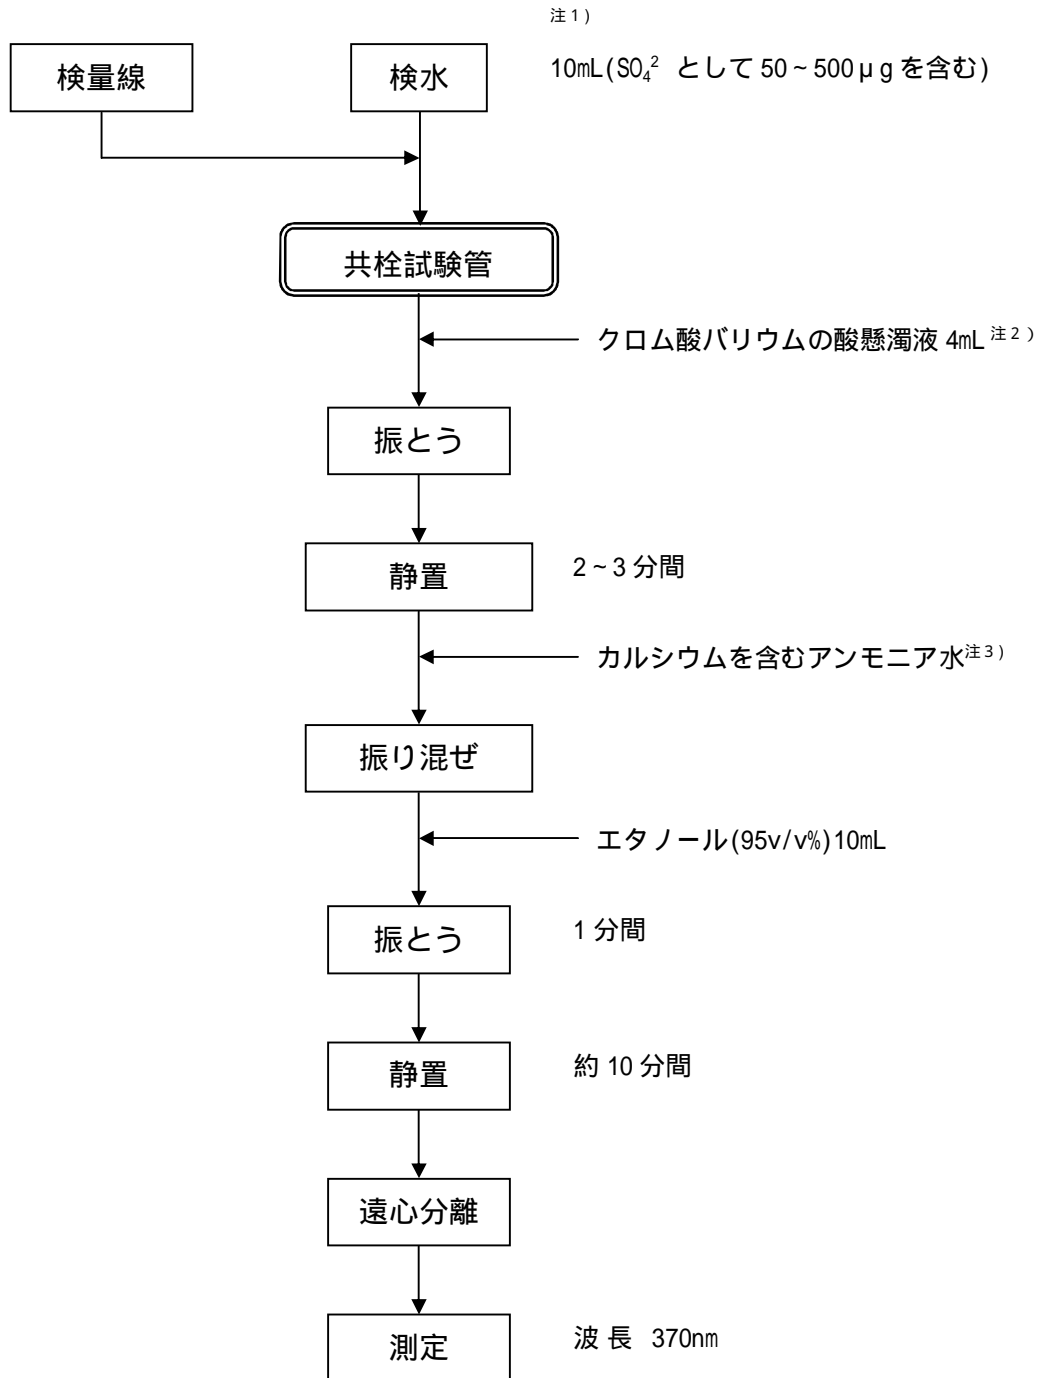 注1)
検量線
検水
10mL(SO₄² として 50~500μgを含む)
共栓試験管
クロム酸バリウムの酸懸濁液 4mL 注2)
振とう
静置
2~3分間
カルシウムを含むアンモニア水注3)
振り混ぜ
エタノール(95v/v%)10mL
振とう
1分間
静置
約10分間
遠心分離
測定
波長 370nm